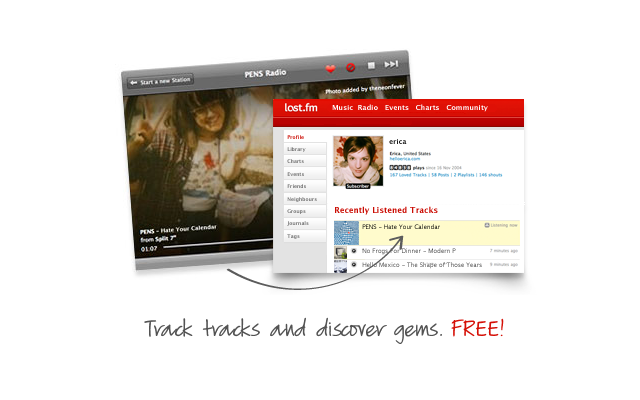 PENS Radio
Start a new Station
Photo added by theneonfever
PENS - Hate Your Calendar
from Split 7"
01:07
lost.fm
Music Radio Events Charts Community
Profile
Library
Charts
Events
Friends
Neighbours
Groups
Journals
Tags
erica
Erica, United States
helloerica.com
plays since 16 Nov 2004
167 Loved Tracks | 38 Posts | 2 Playlists | 146 shouts
Subscriber
Recently Listened Tracks
PENS – Hate Your Calendar
Listening now
No Frogs For Dinner – Modern P
7 minutes ago
Hello Mexico – The Shape of Those Years
9 minutes ago
Track tracks and discover gems. FREE!